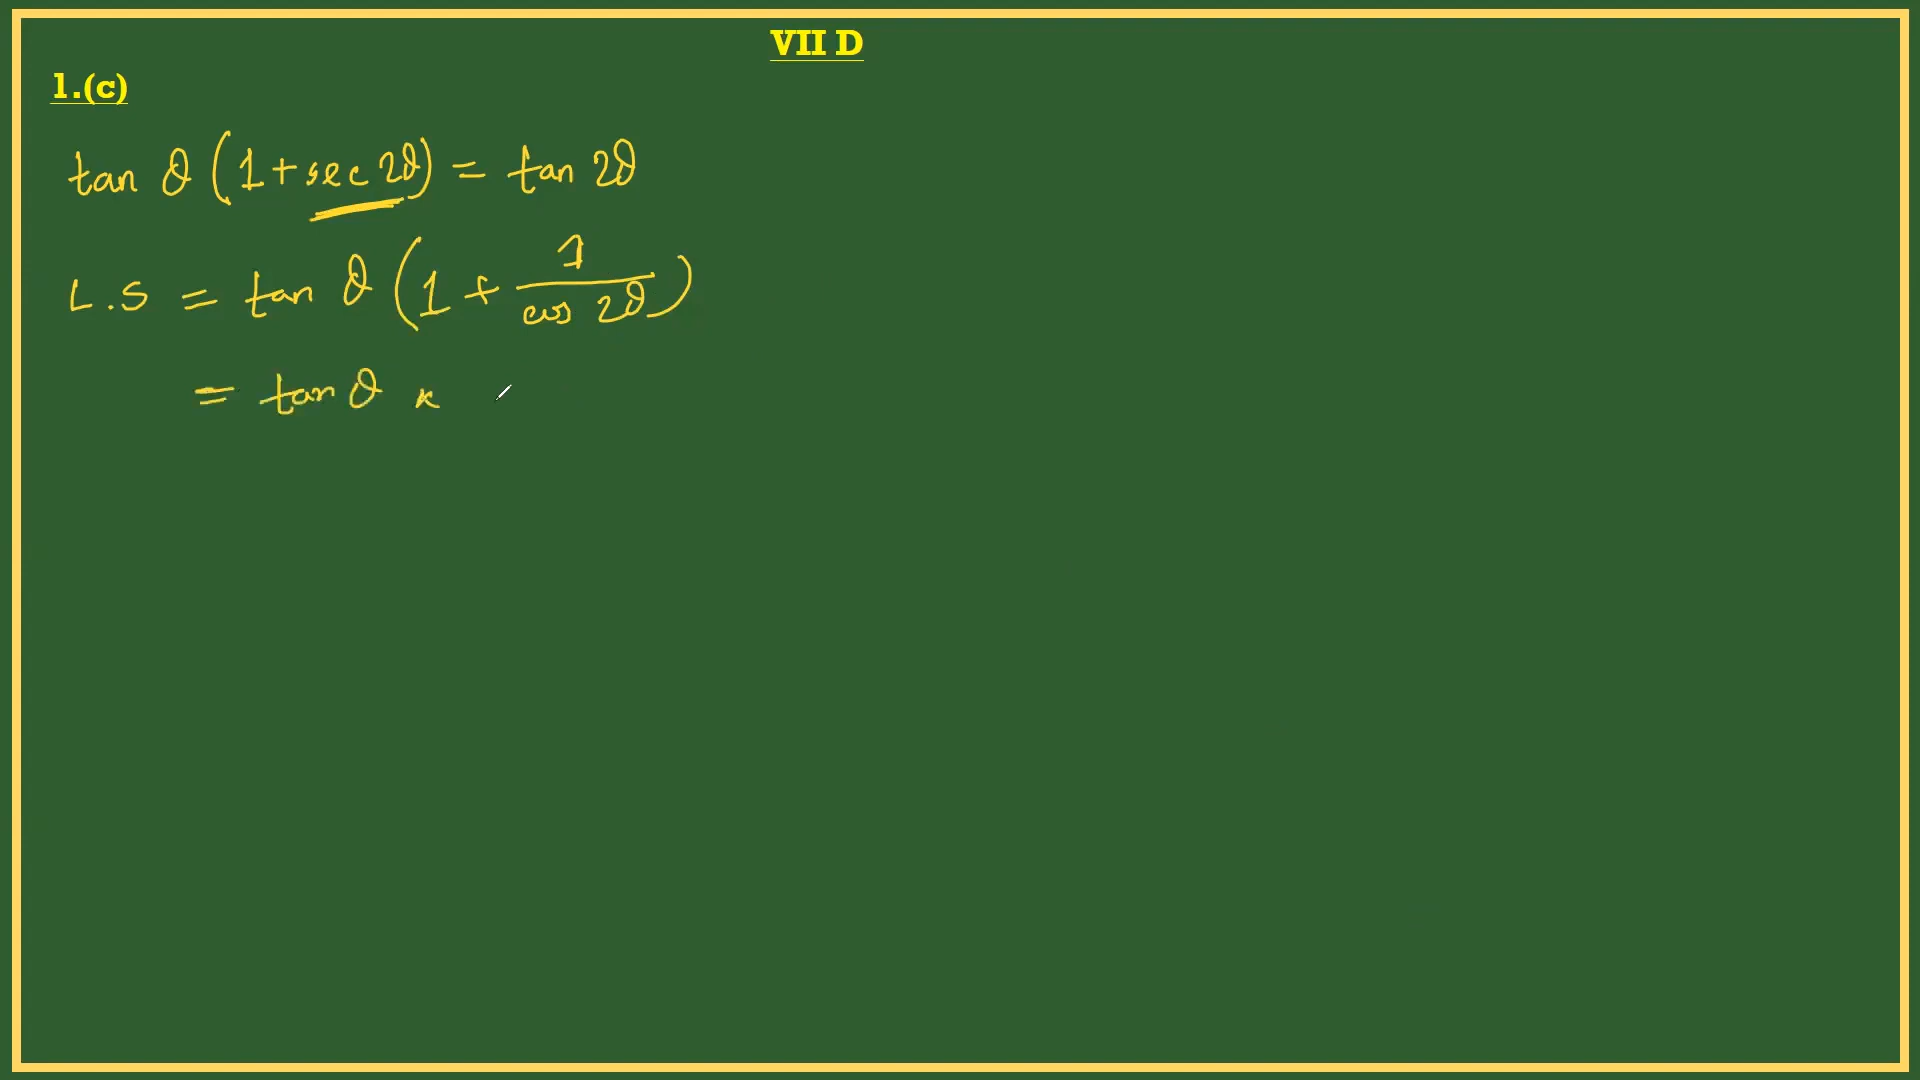 VII D
1.(c)
tan θ (1 + sec 2θ) = tan 2θ
L.S = tan θ (1 + 1/cos 2θ)
= tan θ ×